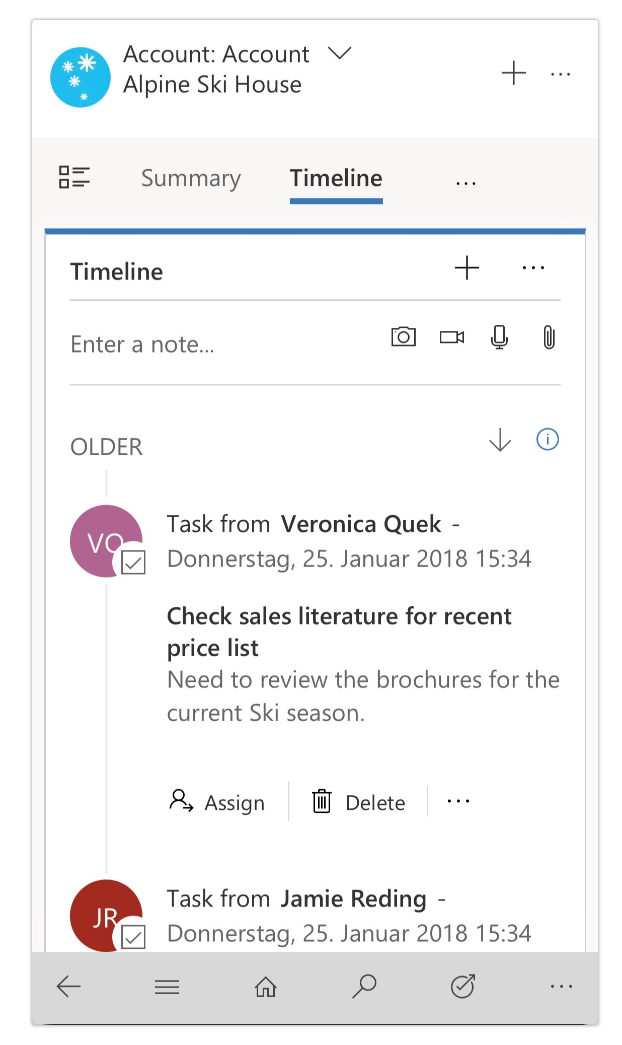 Account: Account
Alpine Ski House
Summary
Timeline
...
Timeline
Enter a note...
OLDER
VQ
Task from Veronica Quek -
Donnerstag, 25. Januar 2018 15:34
Check sales literature for recent
price list
Need to review the brochures for the
current Ski season.
Assign
Delete
JR
Task from Jamie Reding -
Donnerstag, 25. Januar 2018 15:34